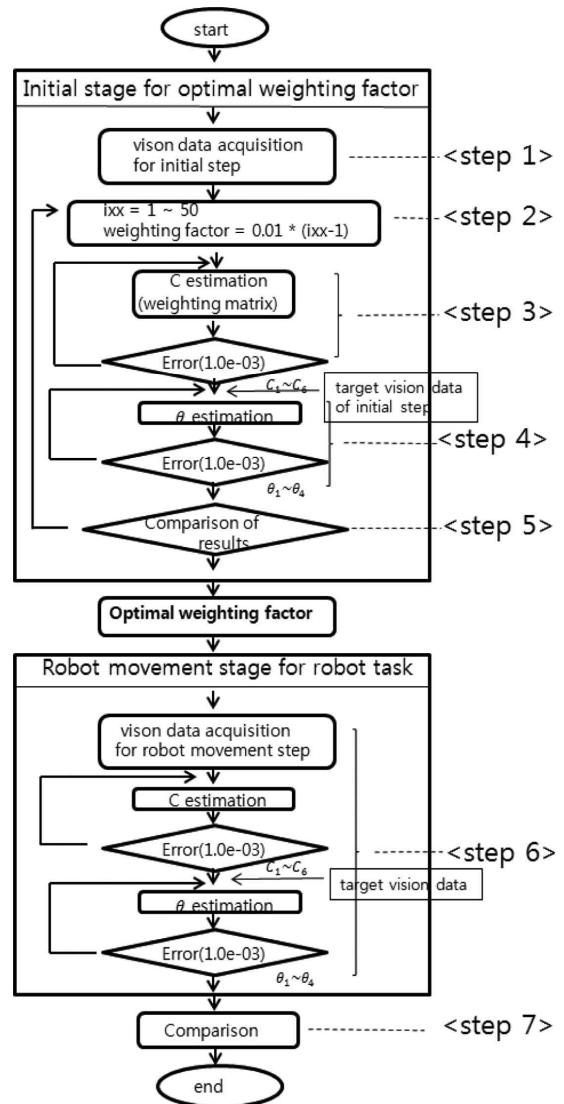 start
Initial stage for optimal weighting factor
vison data acquisition
for initial step
<step 1>
ixx = 1 ~ 50
weighting factor = 0.01 * (ixx-1)
<step 2>
C estimation
(weighting matrix)
<step 3>
Error(1.0e-03)
C₁~C₆
target vision data
of initial step
θ estimation
<step 4>
Error(1.0e-03)
θ₁~θ₄
Comparison of
results
<step 5>
Optimal weighting factor
Robot movement stage for robot task
vison data acquisition
for robot movement step
C estimation
Error(1.0e-03)
<step 6>
C₁~C₆
target vision data
θ estimation
Error(1.0e-03)
θ₁~θ₄
Comparison
<step 7>
end